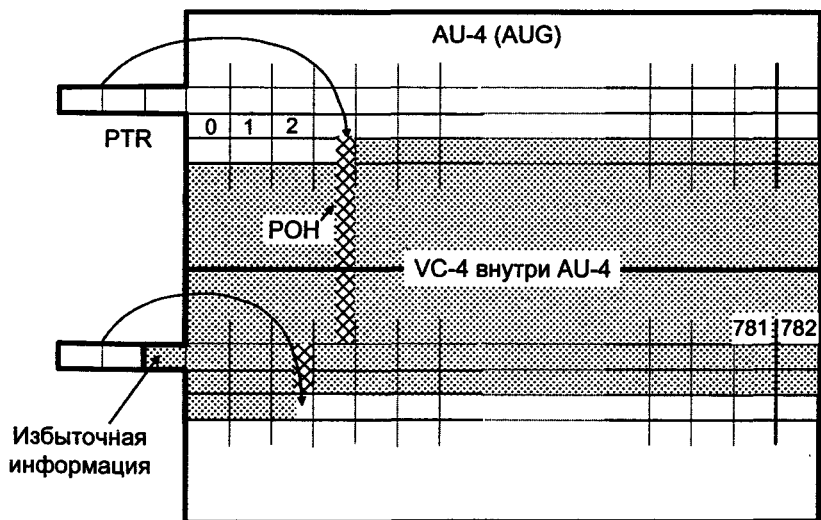 AU-4 (AUG)
PTR
0 1 2
POH
VC-4 внутри AU-4
781 782
Избыточная
информация